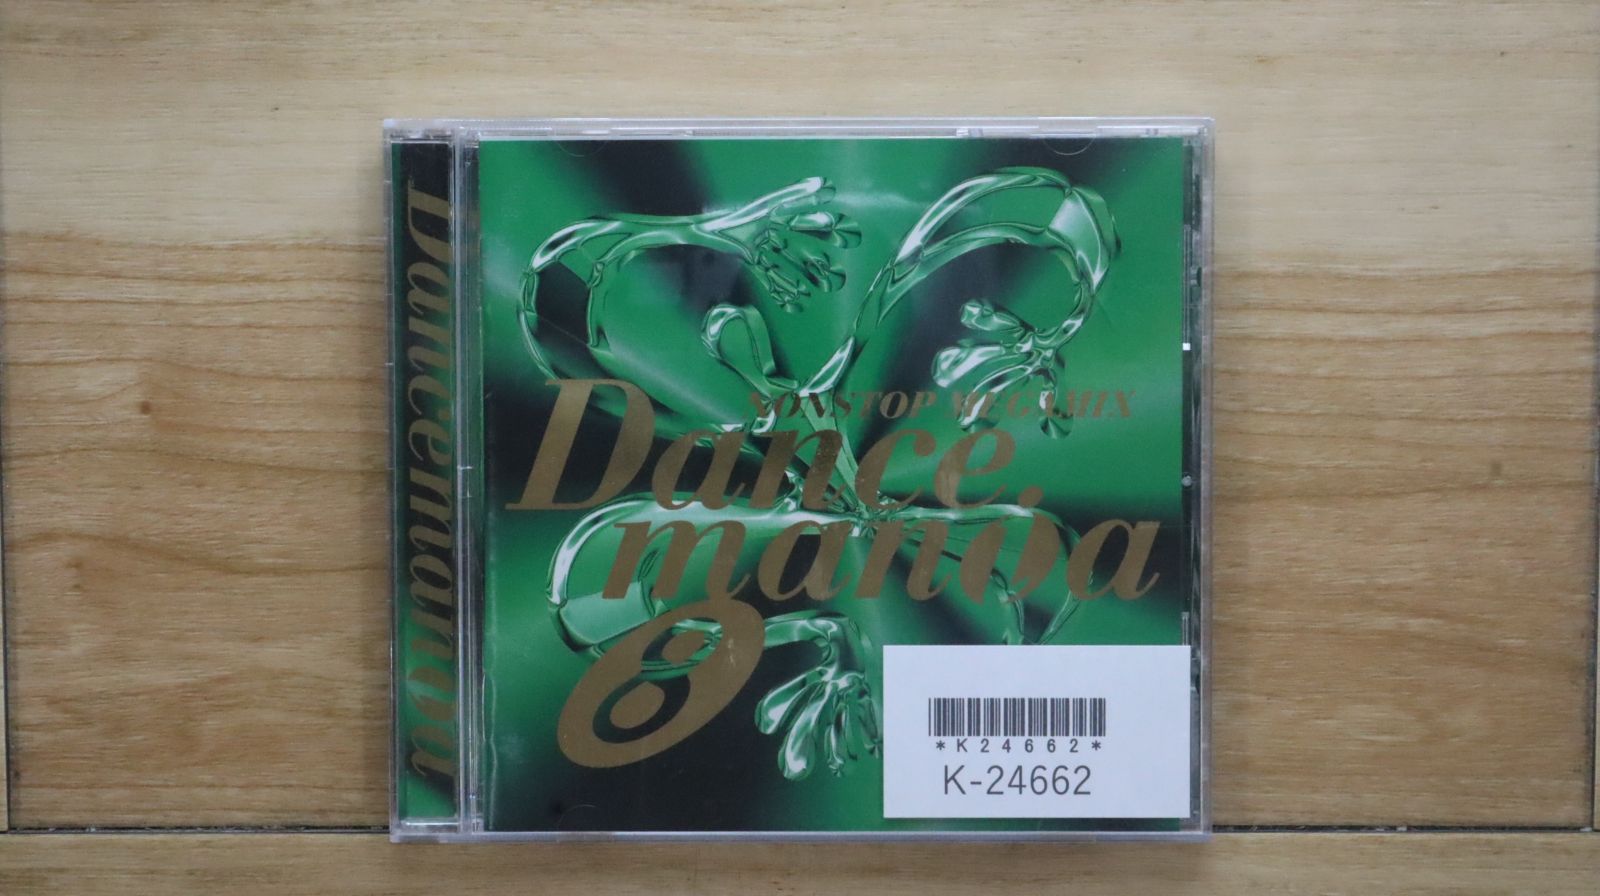 Dancemania
NONSTOP MEGAMIX
Dance
mania
8
*K24662*
K-24662